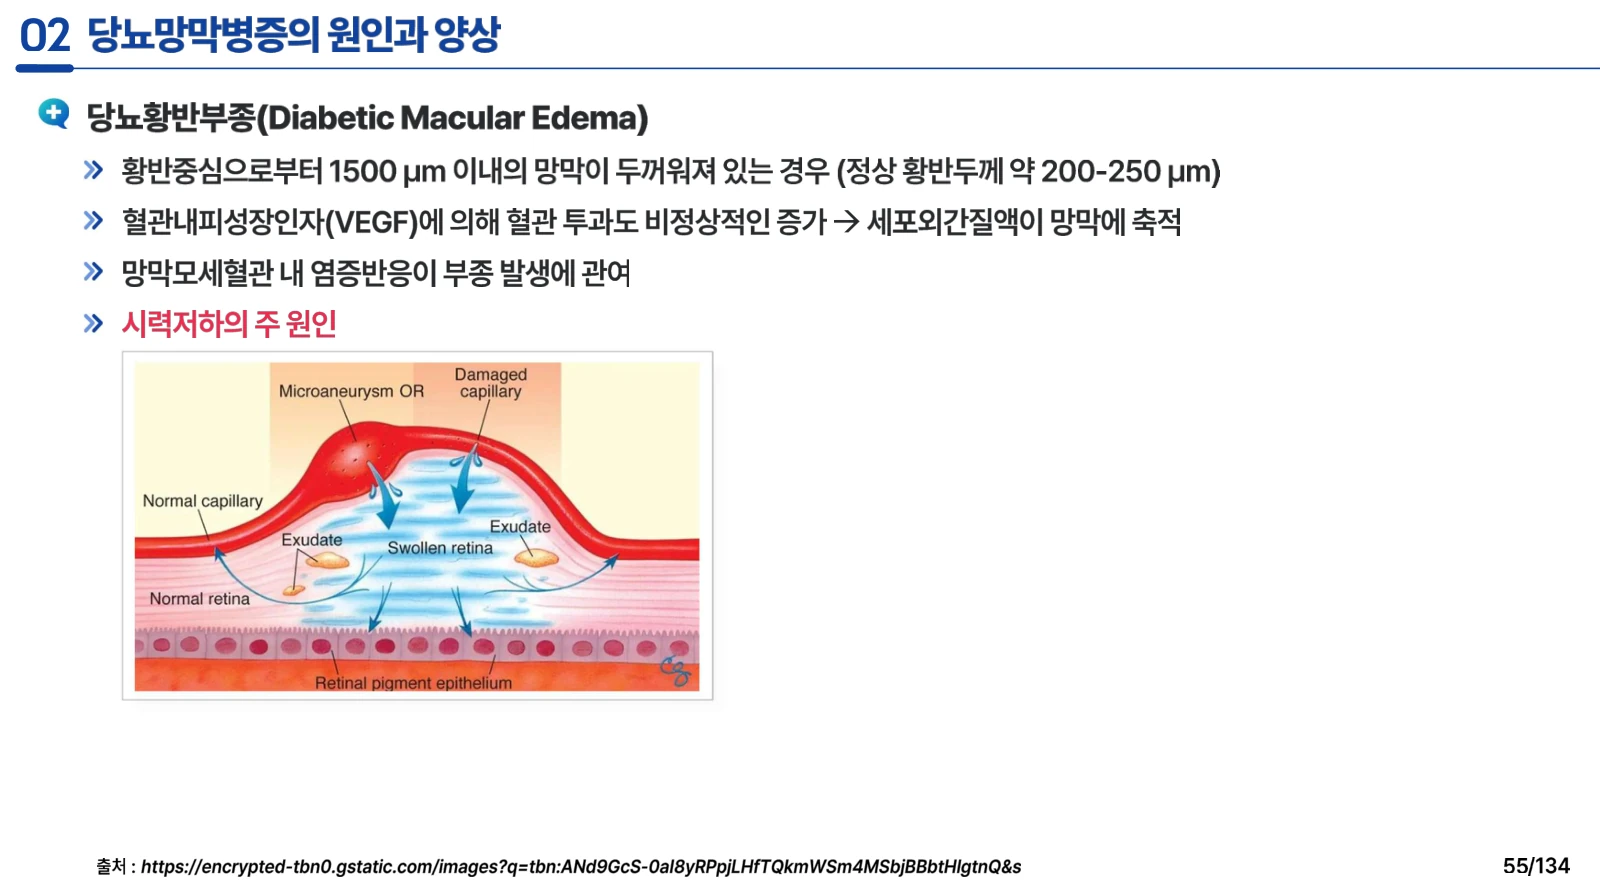 02 당뇨망막병증의 원인과 양상
당뇨황반부종(Diabetic Macular Edema)
황반중심으로부터 1500 μm 이내의 망막이 두꺼워져 있는 경우 (정상 황반두께 약 200-250 μm)
혈관내피성장인자(VEGF)에 의해 혈관 투과도 비정상적인 증가 → 세포외간질액이 망막에 축적
망막모세혈관 내 염증반응이 부종 발생에 관여
시력저하의 주 원인
Microaneurysm OR
Damaged
capillary
Normal capillary
Exudate
Exudate
Swollen retina
Normal retina
Retinal pigment epithelium
출처 : https://encrypted-tbn0.gstatic.com/images?q=tbn:ANd9GcS-0al8yRPpjLHfTQkmWSm4MSbjBBbtHlgtnQ&s
55/134